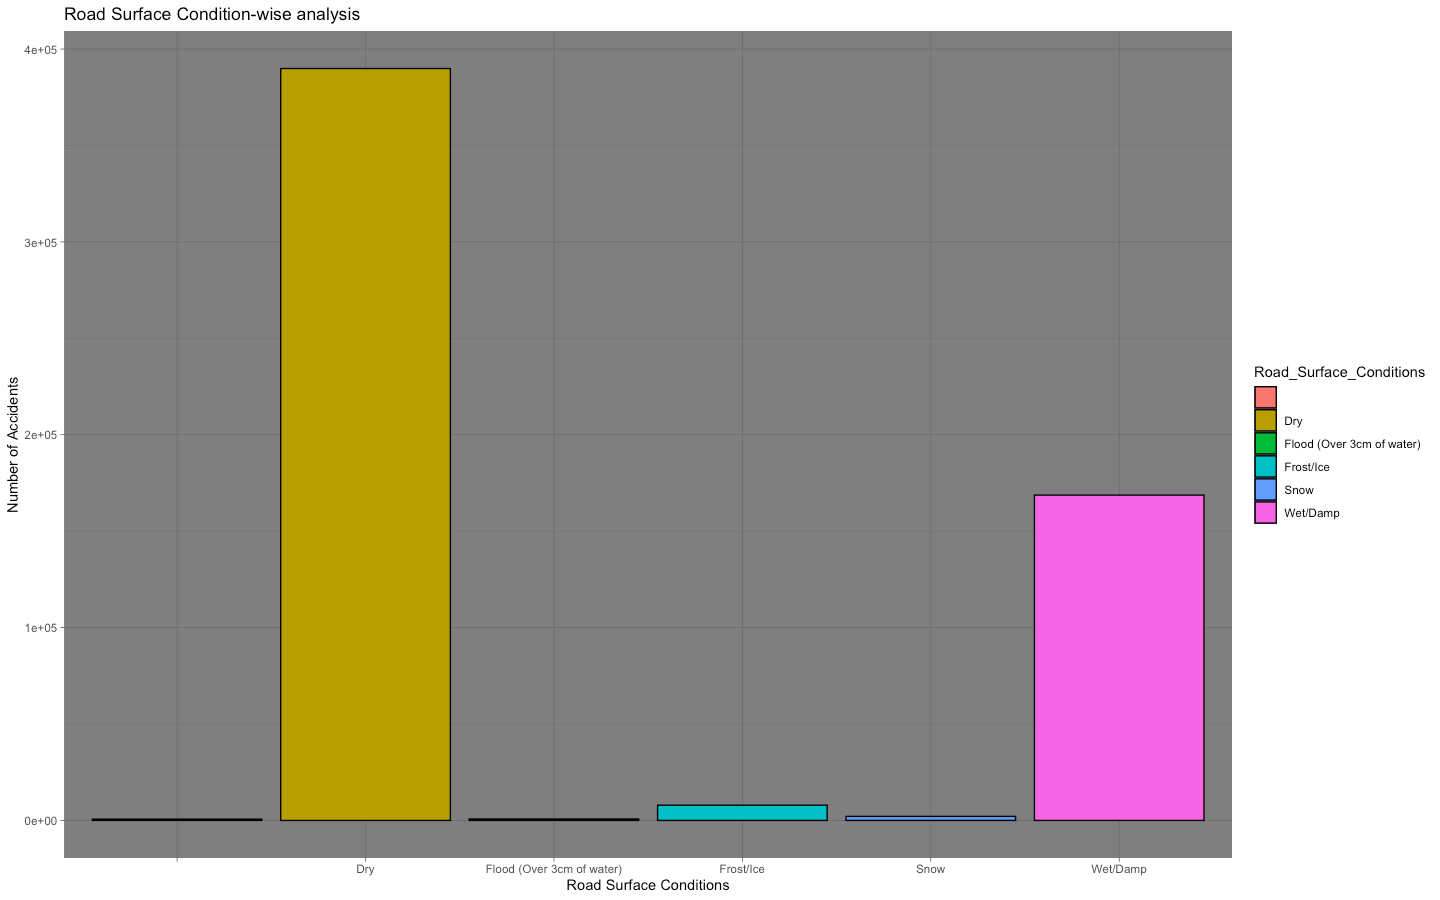 Road Surface Condition-wise analysis
4e+05
3e+05
2e+05
1e+05
0e+00
Number of Accidents
Dry
Flood (Over 3cm of water)
Frost/Ice
Snow
Wet/Damp
Road Surface Conditions
Road_Surface_Conditions
Dry
Flood (Over 3cm of water)
Frost/Ice
Snow
Wet/Damp